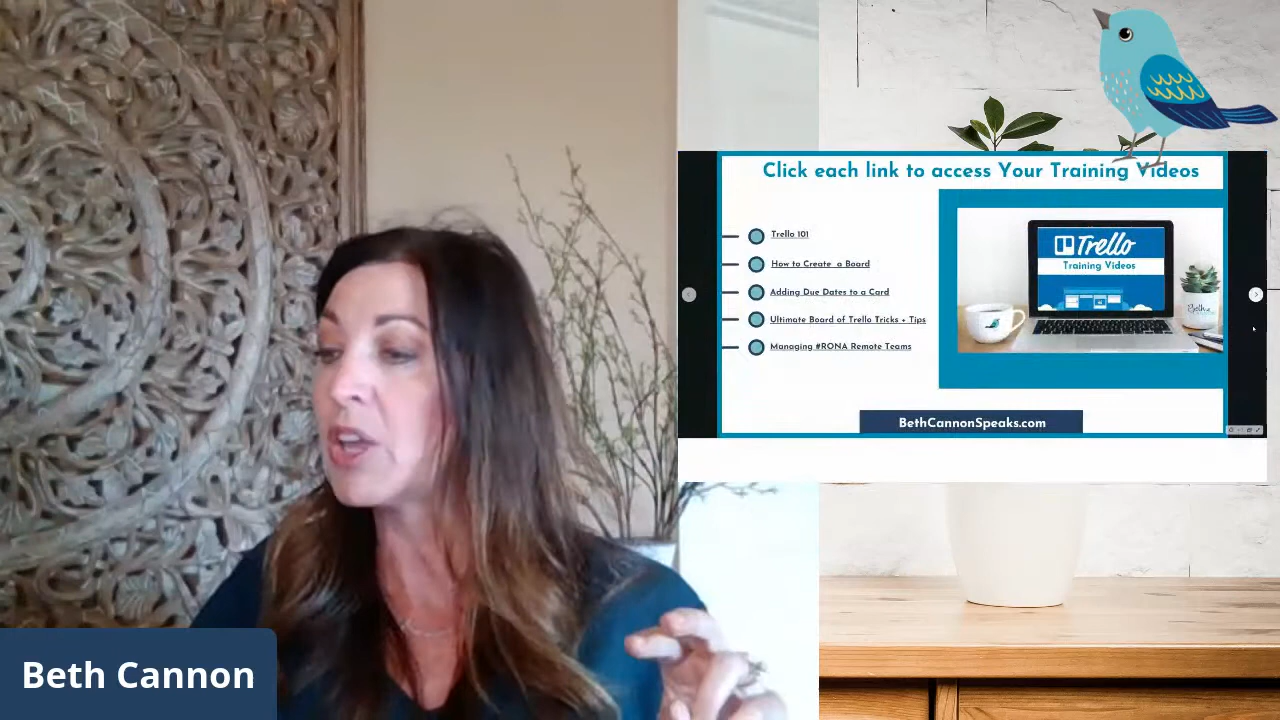 Click each link to access Your Training Videos
Trello 101
How to Create a Board
Adding Due Dates to a Card
Ultimate Board of Trello Tricks + Tips
Managing #RONA Remote Teams
Trello
Training Videos
BethCannonSpeaks.com
Beth Cannon